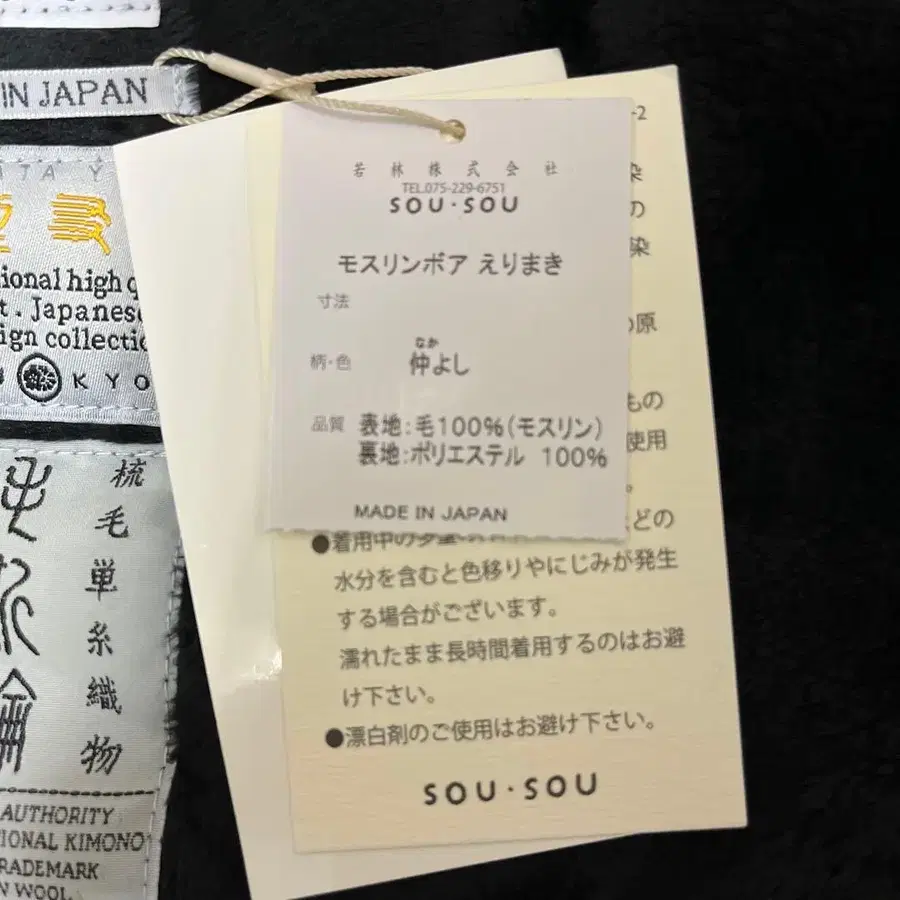 IN JAPAN
ional high q
t. Japanese
ign collectio
KYO
梳毛単糸織物
AUTHORITY
IONAL KIMONO
RADEMARK
N WOOL
若林株式会社
TEL.075-229-6751
SOU・SOU
モスリンボア えりまき
寸法
柄・色 仲よし
なか
品質 表地:毛100%(モスリン)
裏地:ポリエステル 100%
MADE IN JAPAN
-2
染
の
染
原
もの
使用
。
どの
●着用中の
水分を含むと色移りやにじみが発生
する場合がございます。
濡れたまま長時間着用するのはお避
け下さい。
●漂白剤のご使用はお避け下さい。
SOU・SOU